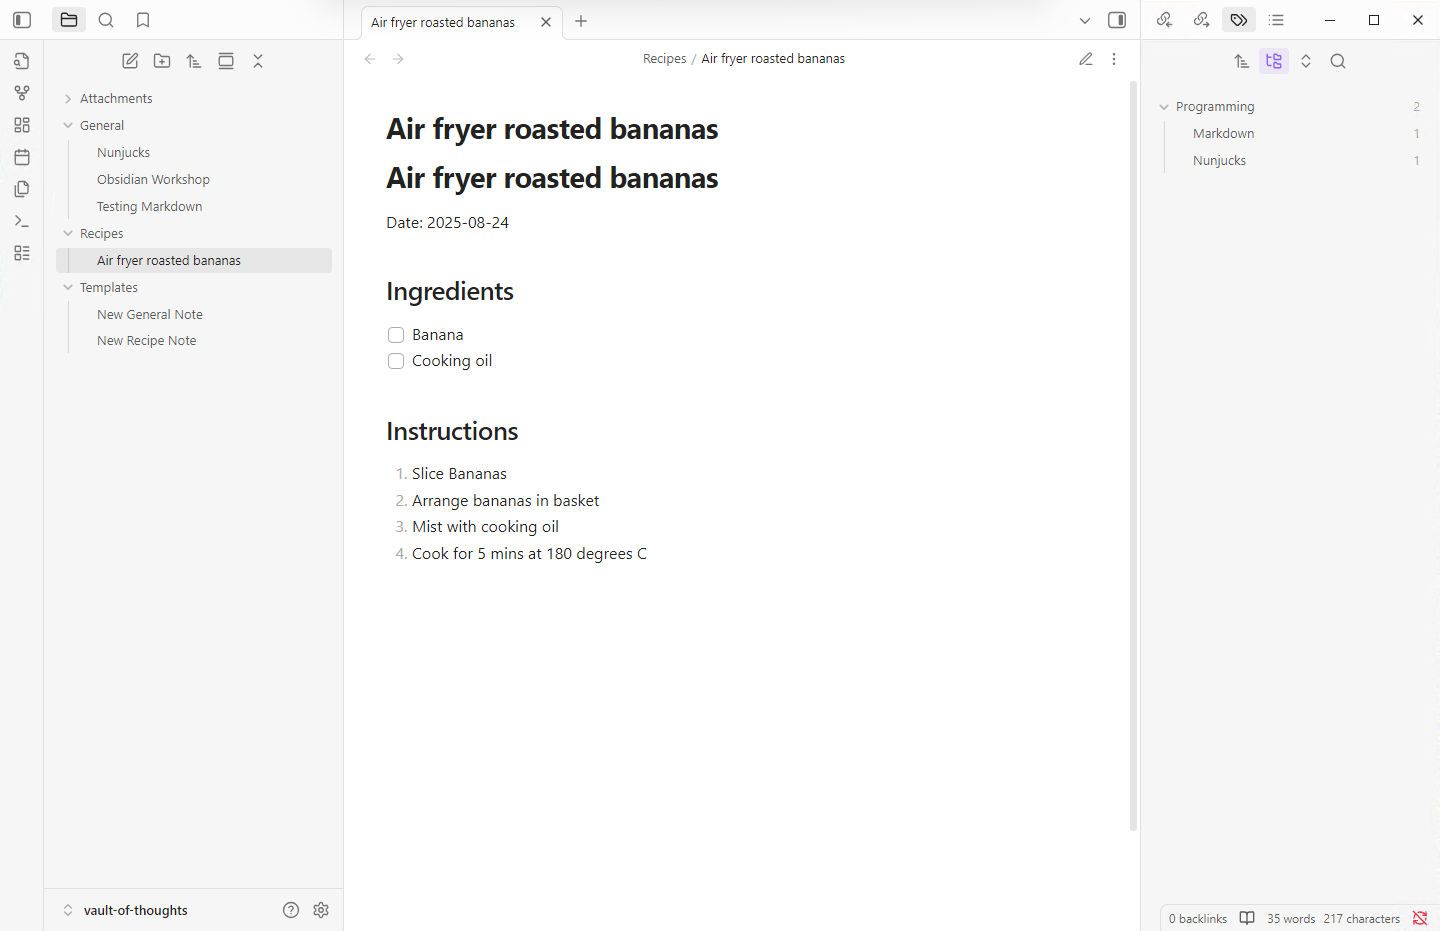 Air fryer roasted bananas
Recipes / Air fryer roasted bananas
Attachments
General
Nunjucks
Obsidian Workshop
Testing Markdown
Recipes
Air fryer roasted bananas
Templates
New General Note
New Recipe Note
vault-of-thoughts
Air fryer roasted bananas
Air fryer roasted bananas
Date: 2025-08-24
Ingredients
Banana
Cooking oil
Instructions
1. Slice Bananas
2. Arrange bananas in basket
3. Mist with cooking oil
4. Cook for 5 mins at 180 degrees C
Programming 2
Markdown 1
Nunjucks 1
0 backlinks 35 words 217 characters